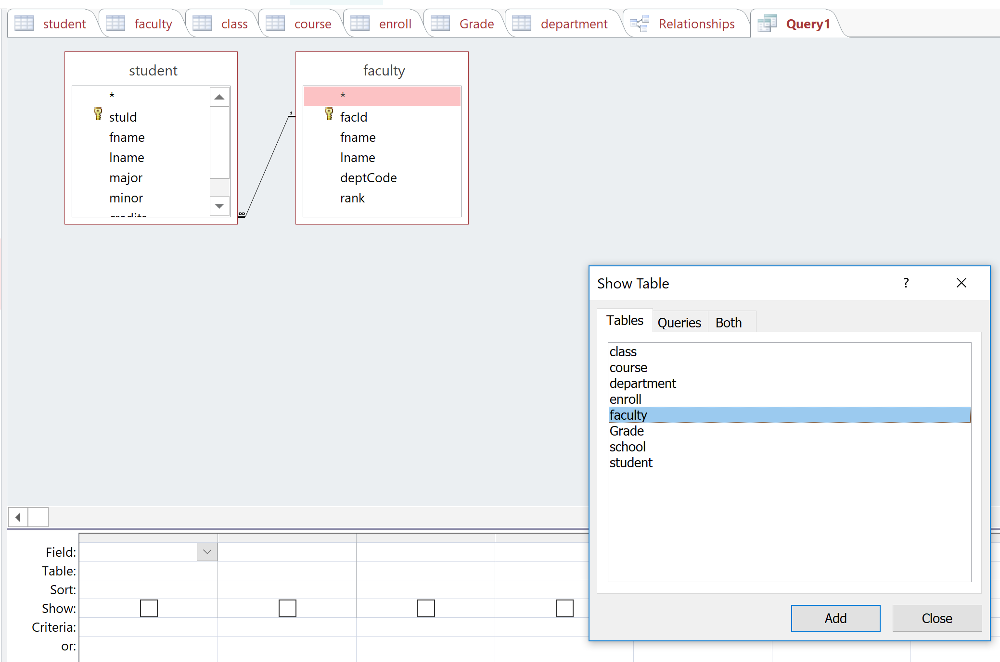 student faculty class course enroll Grade department Relationships Query1
student
*
stuId
fname
lname
major
minor
credits
faculty
*
facId
fname
lname
deptCode
rank
1
∞
Show Table ?
Tables Queries Both
class
course
department
enroll
faculty
Grade
school
student
Add Close
Field:
Table:
Sort:
Show:
Criteria:
or: